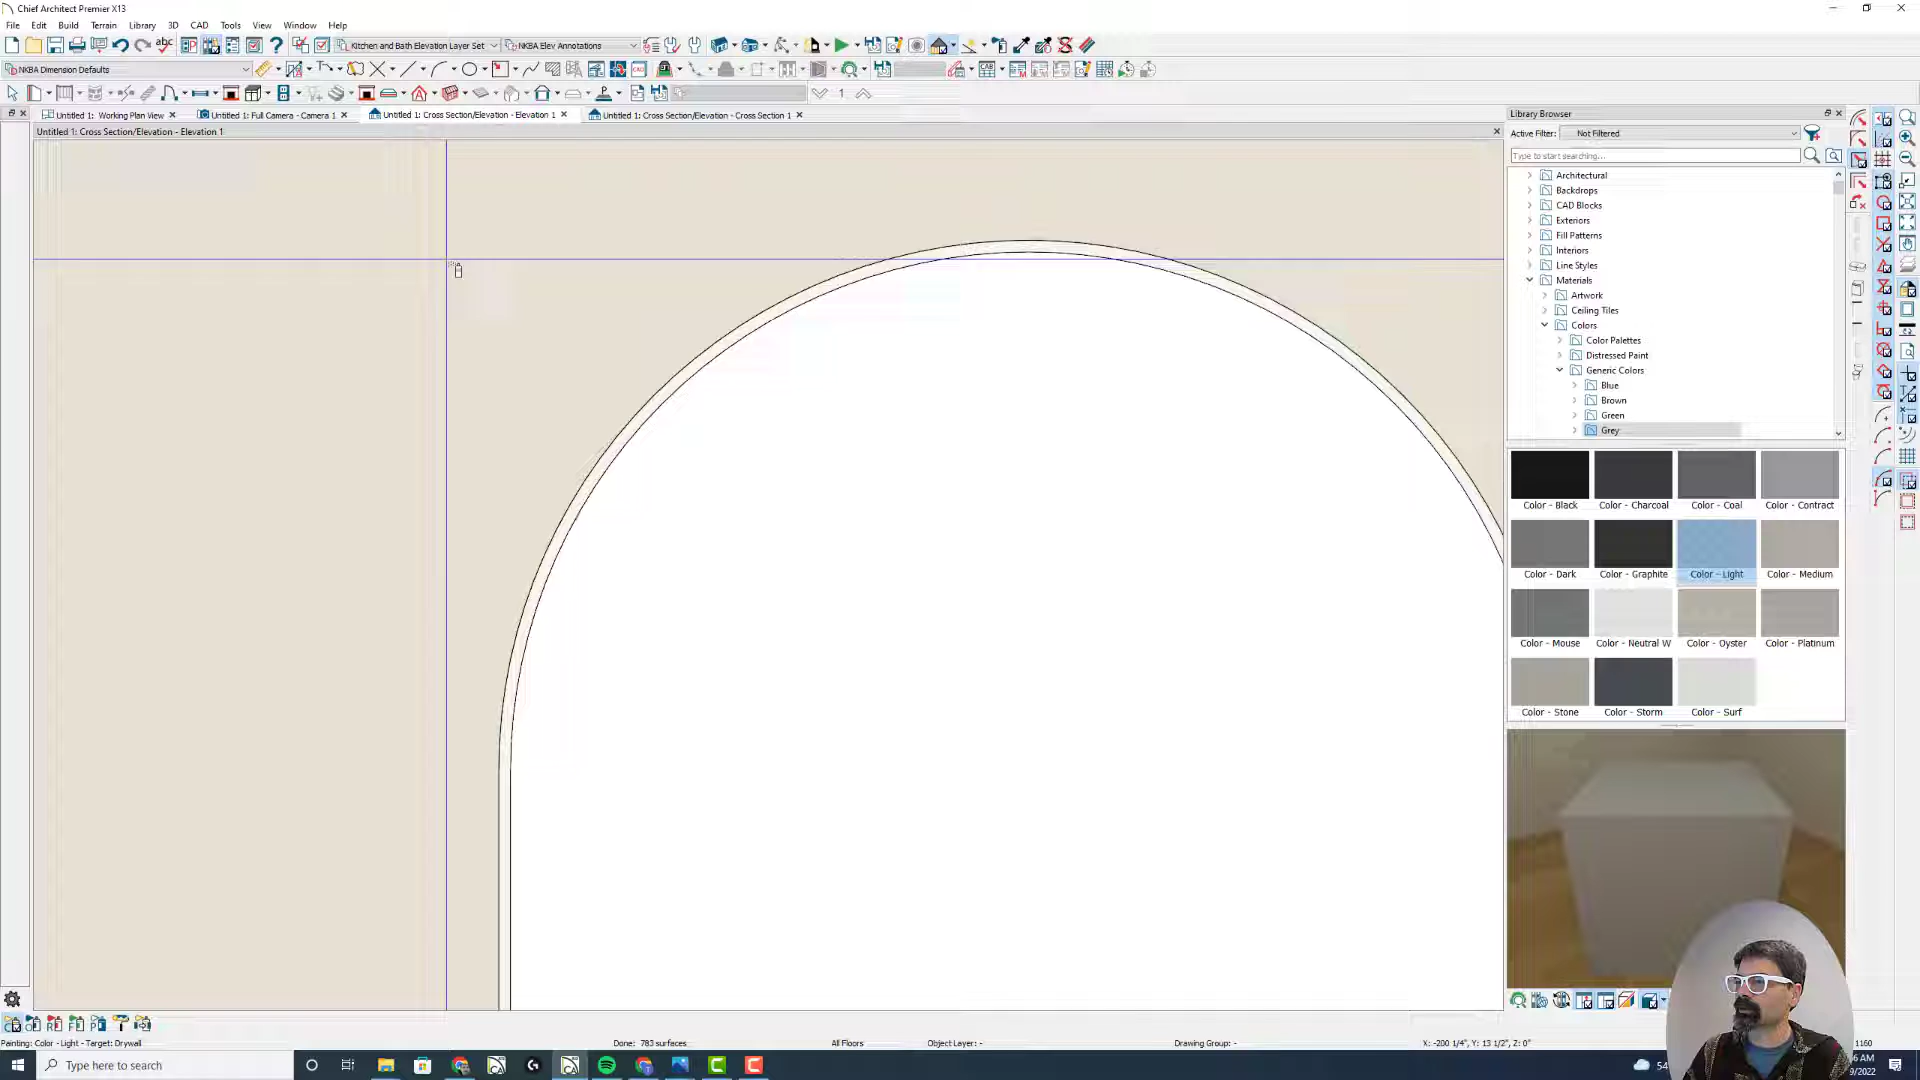 Chief Architect Premier X13
File Edit Build Terrain Library 3D CAD Tools View Window Help
Kitchen and Bath Elevation Layer Set NKBA Elev Annotations
NKBA Dimension Defaults
1
Untitled 1: Working Plan View Untitled 1: Full Camera - Camera 1 Untitled 1: Cross Section/Elevation - Elevation 1 Untitled 1: Cross Section/Elevation - Cross Section 1
Untitled 1: Cross Section/Elevation - Elevation 1
Library Browser
Active Filter: Not Filtered
Type to start searching...
Architectural
Backdrops
CAD Blocks
Exteriors
Fill Patterns
Interiors
Line Styles
Materials
Artwork
Ceiling Tiles
Colors
Color Palettes
Distressed Paint
Generic Colors
Blue
Brown
Green
Grey
Color - Black Color - Charcoal Color - Coal Color - Contract
Color - Dark Color - Graphite Color - Light Color - Medium
Color - Mouse Color - Neutral W Color - Oyster Color - Platinum
Color - Stone Color - Storm Color - Surf
Painting: Color - Light - Target: Drywall Done: 783 surfaces All Floors Object Layer: - Drawing Group: - X: -200 1/4", Y: 13 1/2", Z: 0" 1160
Type here to search
54
6 AM
9/2022